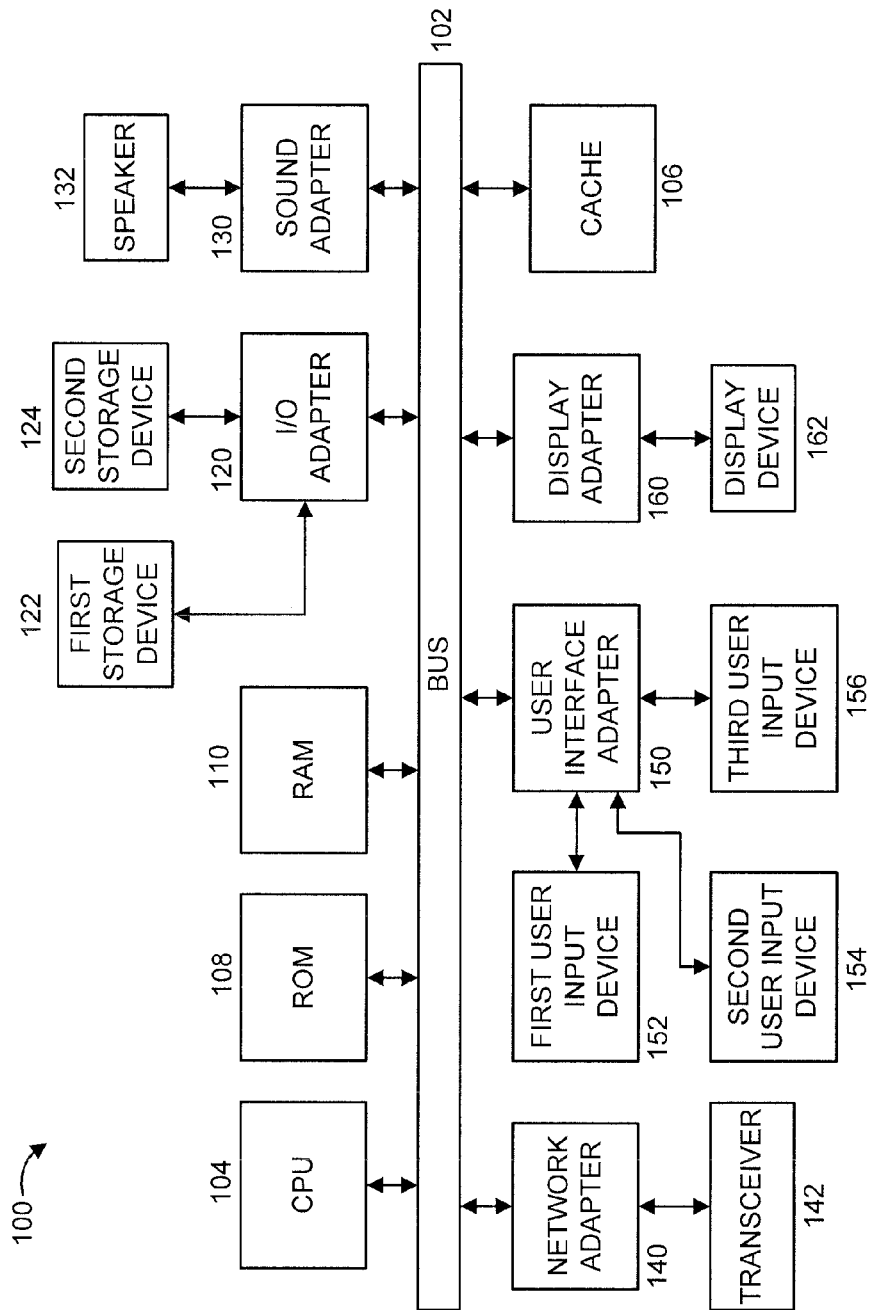 100
122
FIRST
STORAGE
DEVICE
124
SECOND
STORAGE
DEVICE
132
SPEAKER
104
CPU
108
ROM
110
RAM
120
I/O
ADAPTER
130
SOUND
ADAPTER
BUS
102
NETWORK
ADAPTER
140
FIRST USER
INPUT
DEVICE
152
USER
INTERFACE
ADAPTER
150
DISPLAY
ADAPTER
160
CACHE
106
TRANSCEIVER
142
SECOND
USER INPUT
DEVICE
154
THIRD USER
INPUT
DEVICE
156
DISPLAY
DEVICE
162